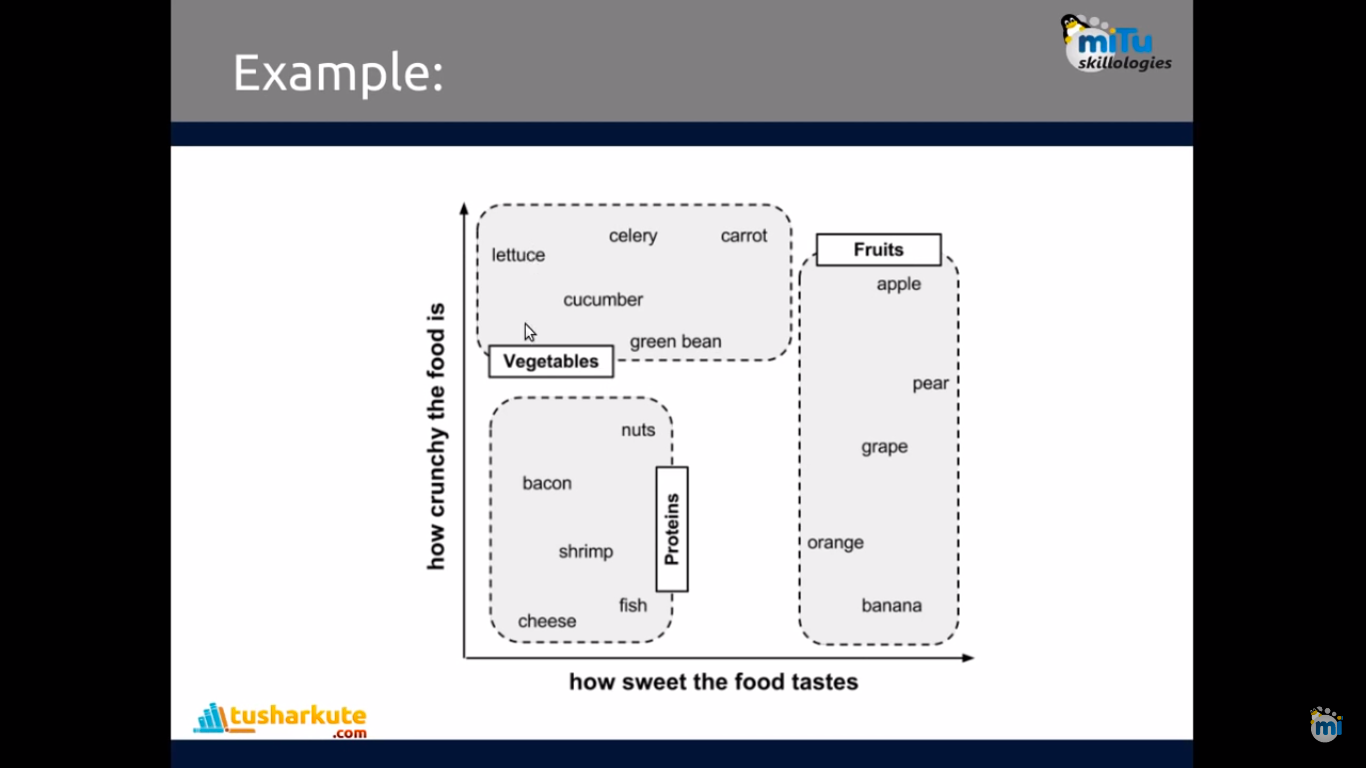 Example:
miTu
skillologies
lettuce
celery
carrot
cucumber
green bean
Vegetables
Fruits
apple
pear
grape
orange
banana
nuts
bacon
shrimp
fish
cheese
Proteins
how crunchy the food is
how sweet the food tastes
tusharkute
.com
mi